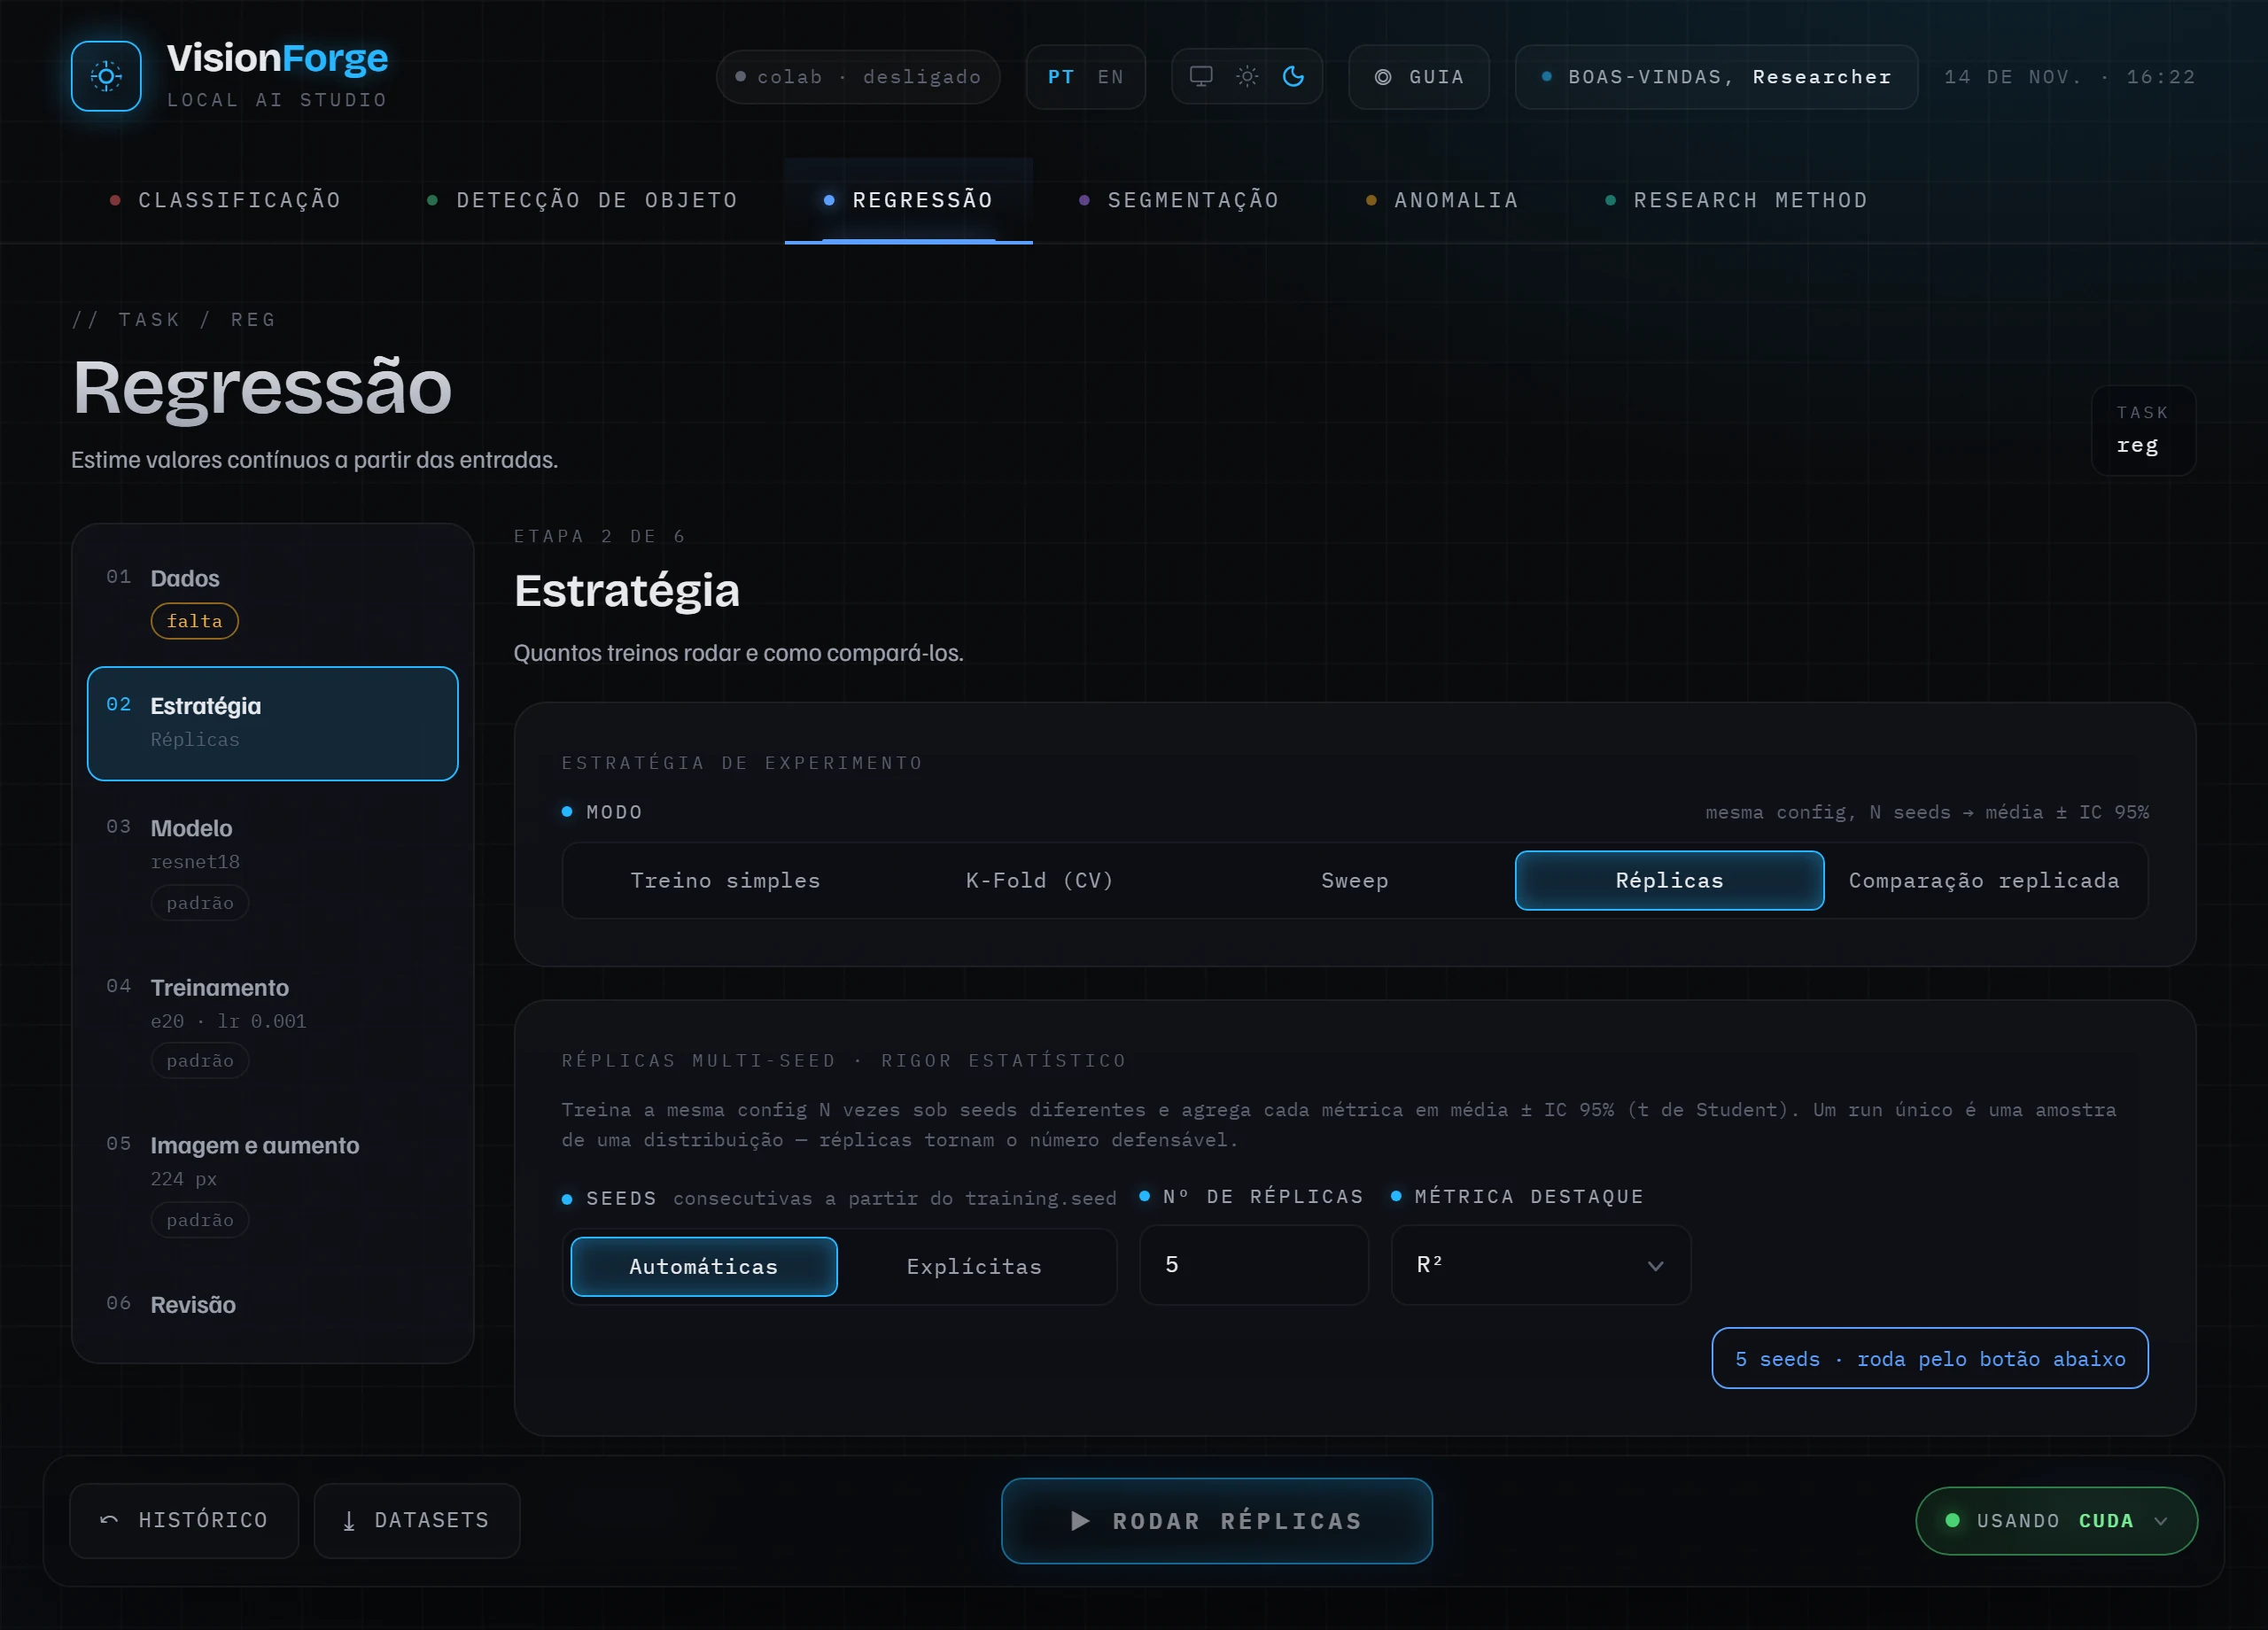 VisionForge
LOCAL AI STUDIO
colab · desligado
PT EN
GUIA
BOAS-VINDAS, Researcher
14 DE NOV. · 16:22
CLASSIFICAÇÃO
DETECÇÃO DE OBJETO
REGRESSÃO
SEGMENTAÇÃO
ANOMALIA
RESEARCH METHOD
// TASK / REG
Regressão
Estime valores contínuos a partir das entradas.
TASK
reg
01 Dados
falta
02 Estratégia
Réplicas
03 Modelo
resnet18
padrão
04 Treinamento
e20 · lr 0.001
padrão
05 Imagem e aumento
224 px
padrão
06 Revisão
ETAPA 2 DE 6
Estratégia
Quantos treinos rodar e como compará-los.
ESTRATÉGIA DE EXPERIMENTO
MODO
mesma config, N seeds → média ± IC 95%
Treino simples
K-Fold (CV)
Sweep
Réplicas
Comparação replicada
RÉPLICAS MULTI-SEED · RIGOR ESTATÍSTICO
Treina a mesma config N vezes sob seeds diferentes e agrega cada métrica em média ± IC 95% (t de Student). Um run único é uma amostra
de uma distribuição — réplicas tornam o número defensável.
SEEDS consecutivas a partir do training.seed
Nº DE RÉPLICAS
MÉTRICA DESTAQUE
Automáticas
Explícitas
5
R²
5 seeds · roda pelo botão abaixo
HISTÓRICO
DATASETS
RODAR RÉPLICAS
USANDO CUDA